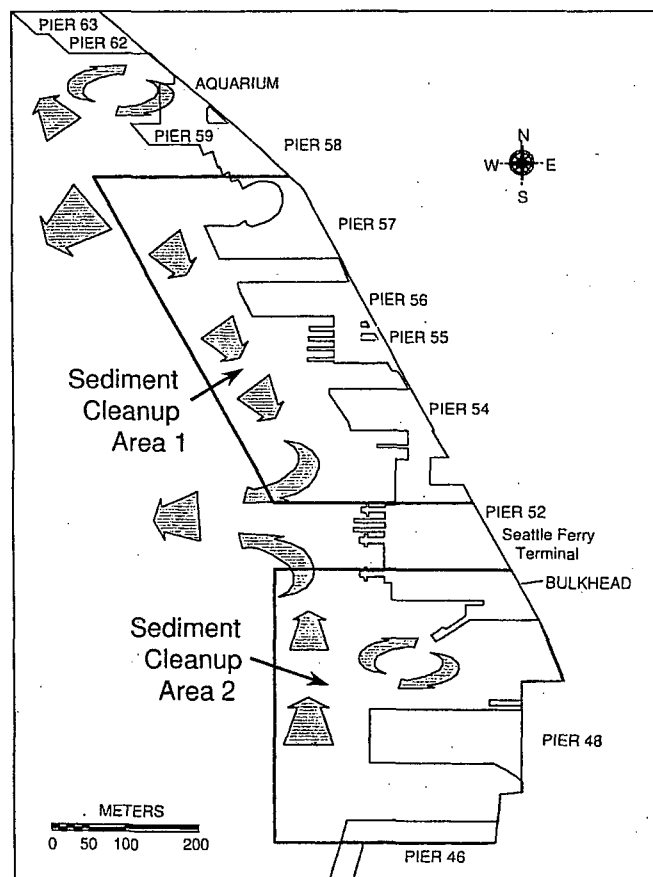 PIER 63
PIER 62
AQUARIUM
PIER 59
PIER 58
N
W E
S
PIER 57
PIER 56
PIER 55
Sediment
Cleanup
Area 1
PIER 54
PIER 52
Seattle Ferry
Terminal
BULKHEAD
Sediment
Cleanup
Area 2
PIER 48
METERS
0 50 100 200
PIER 46